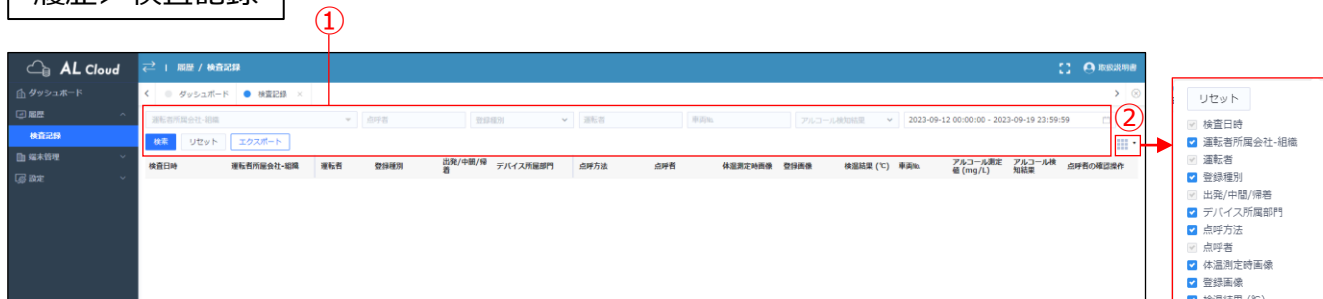 履歴＞検査記録
①
AL Cloud
履歴 / 検査記録
取扱説明書
ダッシュボード
履歴
検査記録
端末管理
設定
ダッシュボード
検査記録
運転者所属会社-組織
点呼者
登録種別
運転者
車両№
アルコール検知結果
2023-09-12 00:00:00 - 2023-09-19 23:59:59
②
検索
リセット
エクスポート
検査日時
運転者所属会社-組織
運転者
登録種別
出発/中間/帰着
デバイス所属部門
点呼方法
点呼者
体温測定時画像
登録画像
検温結果 (℃)
車両№
アルコール測定値 (mg/L)
アルコール検知結果
点呼者の確認
操作
リセット
検査日時
運転者所属会社-組織
運転者
登録種別
出発/中間/帰着
デバイス所属部門
点呼方法
点呼者
体温測定時画像
登録画像
検温結果 (℃)